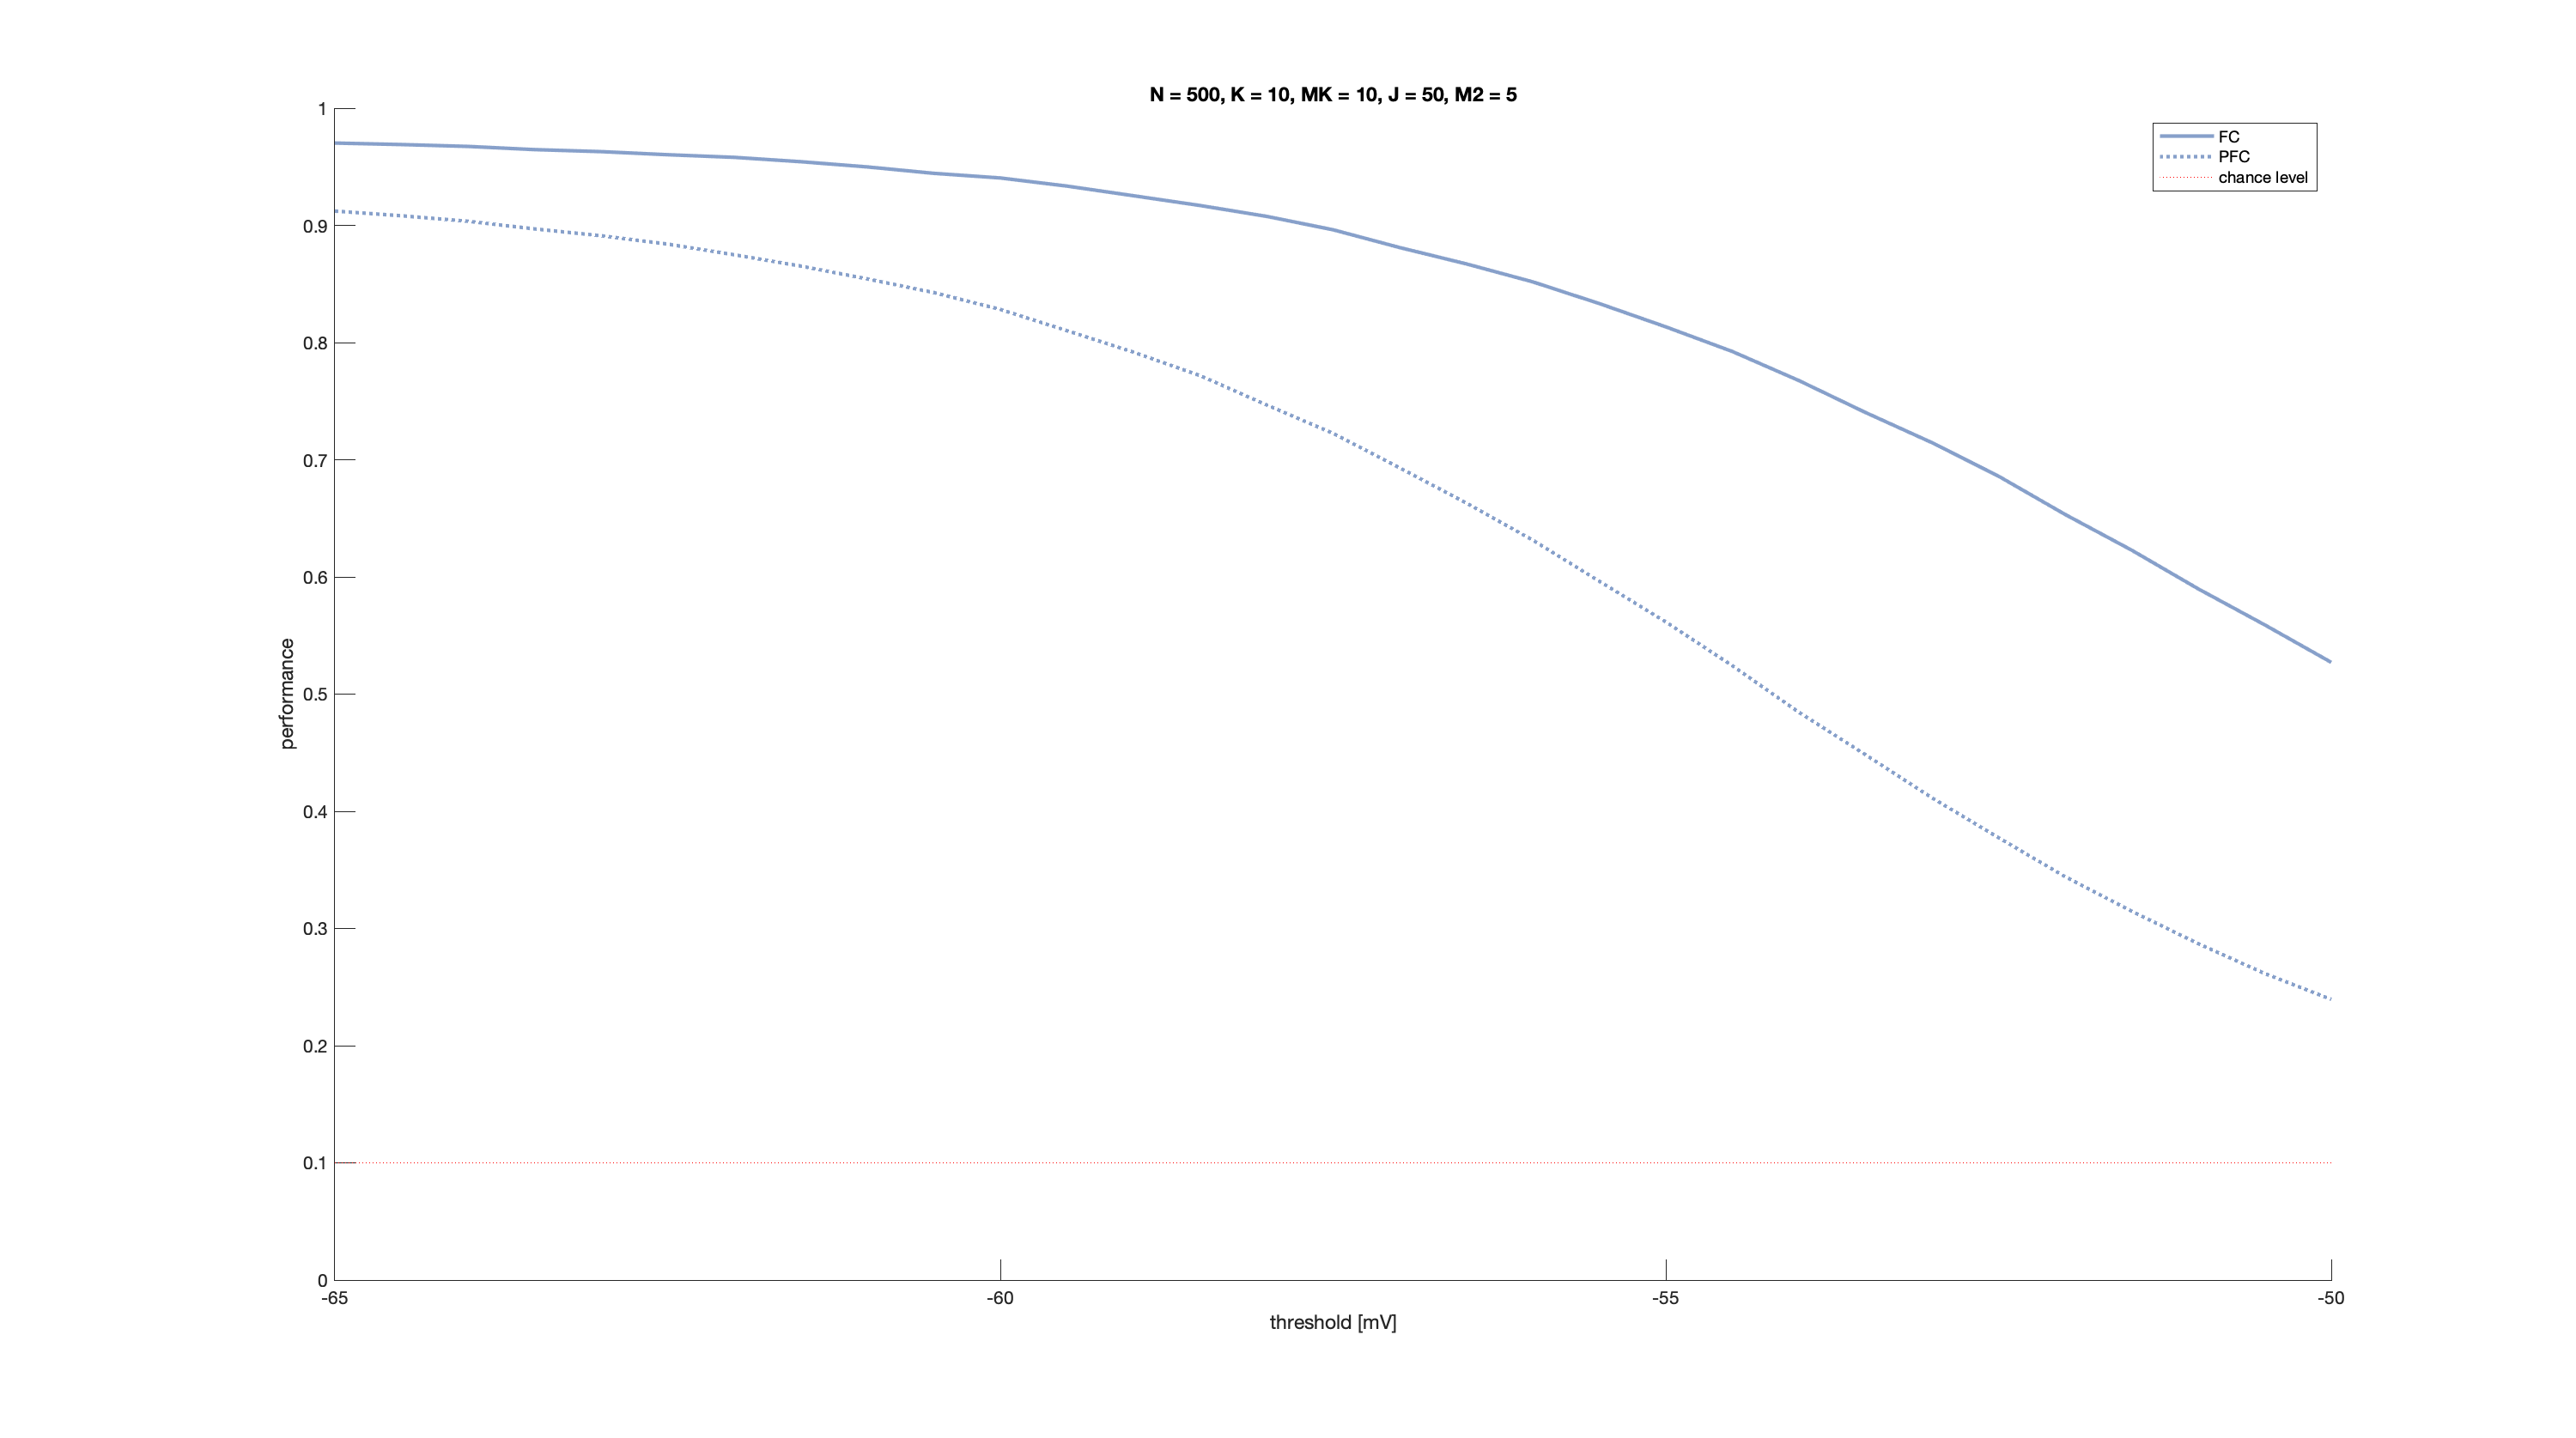 N = 500, K = 10, MK = 10, J = 50, M2 = 5
FC
PFC
chance level
performance
1
0.9
0.8
0.7
0.6
0.5
0.4
0.3
0.2
0.1
0
-65
-60
-55
-50
threshold [mV]